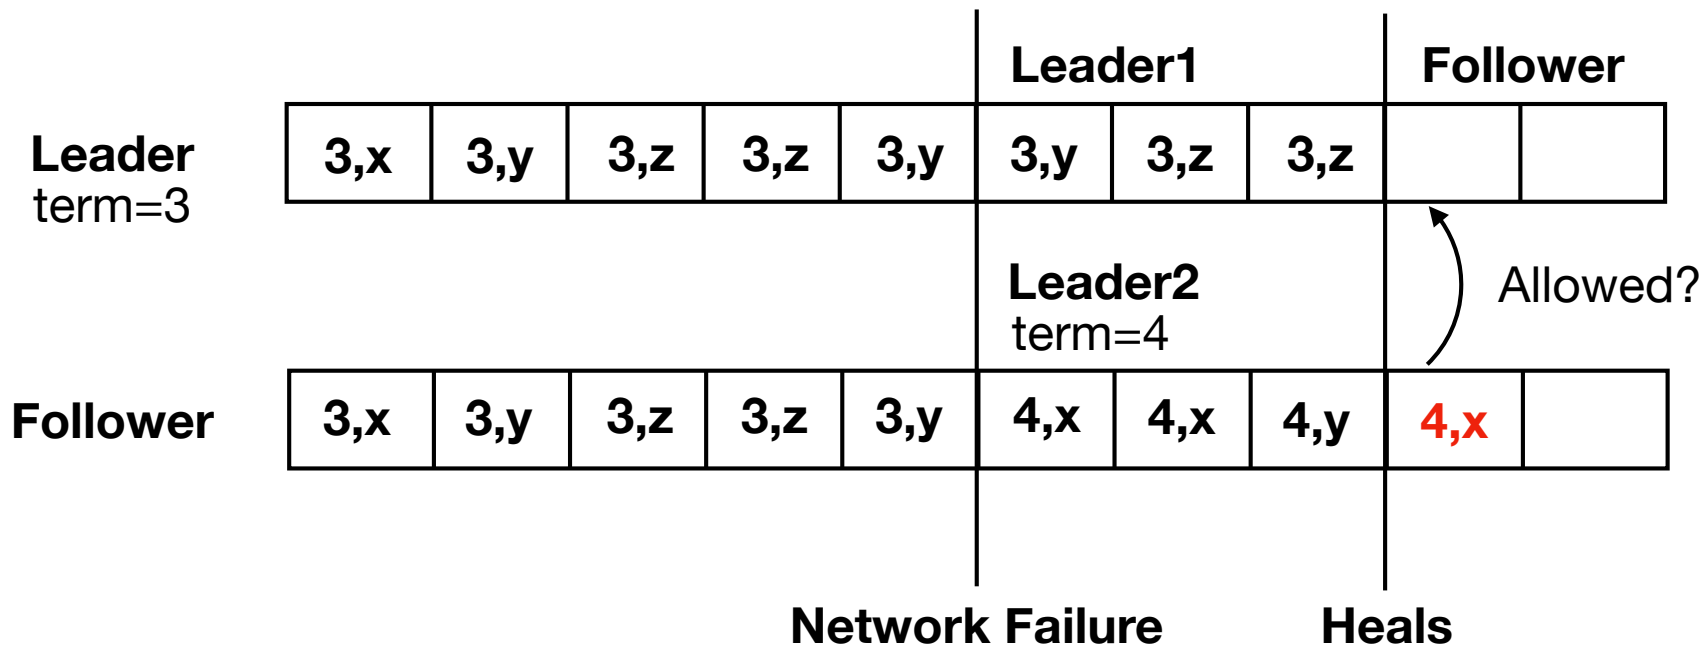 Leader1
Follower
Leader
term=3
3,x 3,y 3,z 3,z 3,y 3,y 3,z 3,z
Leader2
term=4
Allowed?
Follower
3,x 3,y 3,z 3,z 3,y 4,x 4,x 4,y 4,x
Network Failure
Heals